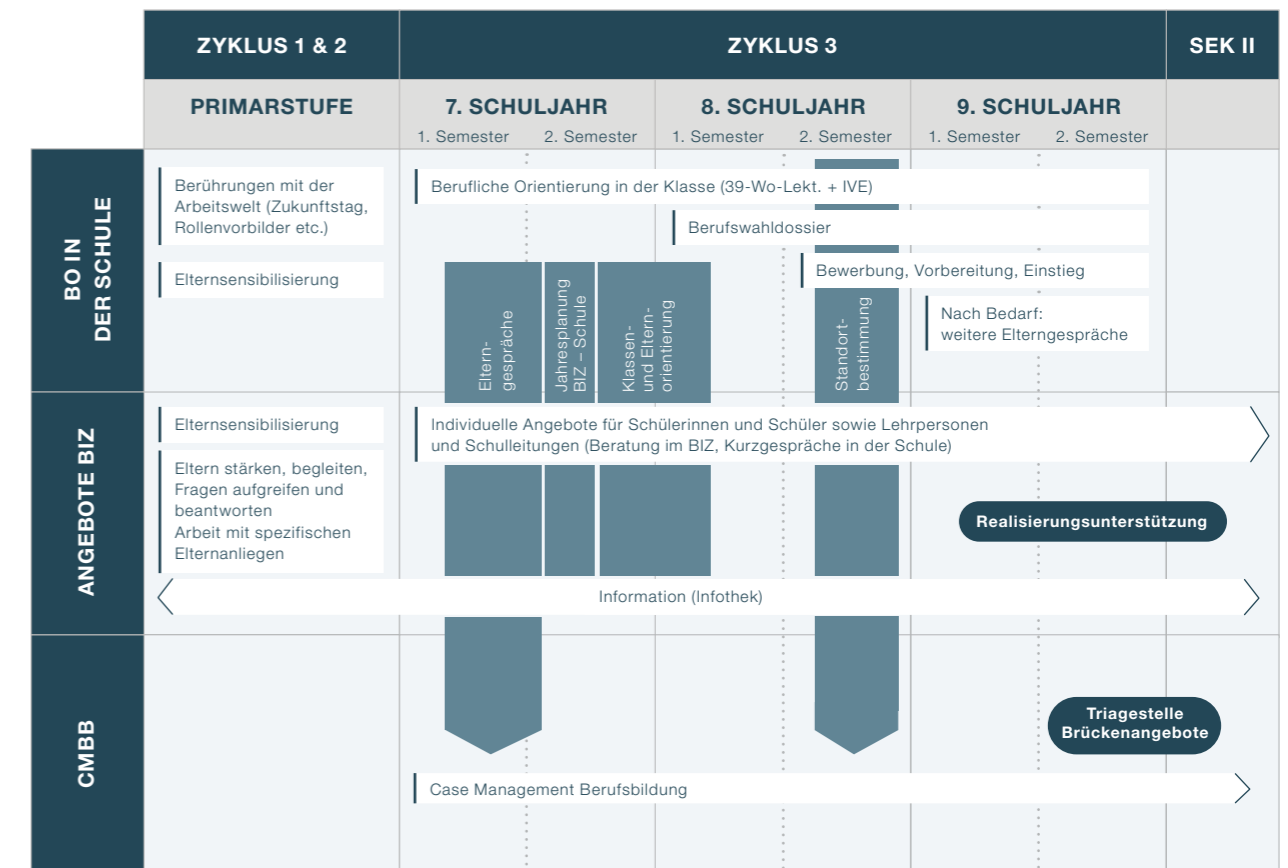 ZYKLUS 1 & 2
ZYKLUS 3
SEK II
PRIMARSTUFE
7. SCHULJAHR
8. SCHULJAHR
9. SCHULJAHR
1. Semester
2. Semester
1. Semester
2. Semester
1. Semester
2. Semester
BO IN
DER SCHULE
Berührungen mit der
Arbeitswelt (Zukunftstag,
Rollenvorbilder etc.)
Elternsensibilisierung
Berufliche Orientierung in der Klasse (39-Wo-Lekt. + IVE)
Berufswahldossier
Bewerbung, Vorbereitung, Einstieg
Nach Bedarf:
weitere Elterngespräche
Eltern-
gespräche
Jahresplanung
BIZ – Schule
Klassen-
und Eltern-
orientierung
Standort-
bestimmung
ANGEBOTE BIZ
Elternsensibilisierung
Eltern stärken, begleiten,
Fragen aufgreifen und
beantworten
Arbeit mit spezifischen
Elternanliegen
Individuelle Angebote für Schülerinnen und Schüler sowie Lehrpersonen
und Schulleitungen (Beratung im BIZ, Kurzgespräche in der Schule)
Realisierungsunterstützung
Information (Infothek)
CMBB
Triagestelle
Brückenangebote
Case Management Berufsbildung